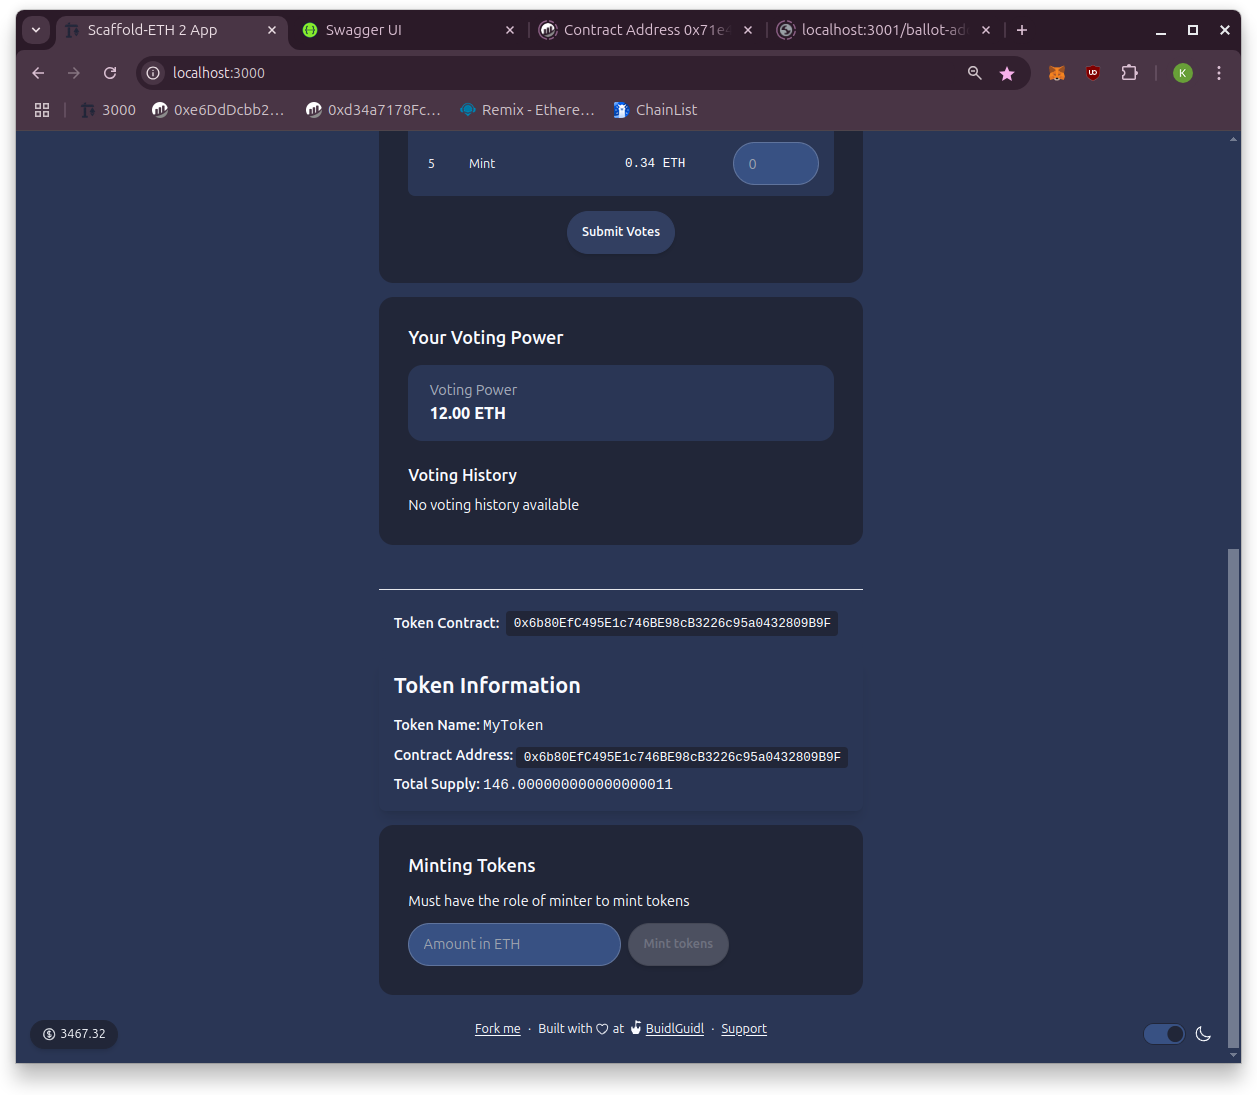 Scaffold-ETH 2 App
Swagger UI
Contract Address 0x71e
localhost:3001/ballot-ad
localhost:3000
K
3000
0xe6DdDcbb2...
0xd34a7178Fc...
Remix - Ethere...
ChainList
5 Mint 0.34 ETH 0
Submit Votes
Your Voting Power
Voting Power
12.00 ETH
Voting History
No voting history available
Token Contract: 0x6b80EfC495E1c746BE98cB3226c95a0432809B9F
Token Information
Token Name: MyToken
Contract Address: 0x6b80EfC495E1c746BE98cB3226c95a0432809B9F
Total Supply: 146.000000000000000011
Minting Tokens
Must have the role of minter to mint tokens
Amount in ETH
Mint tokens
Fork me · Built with at BuidlGuidl · Support
3467.32